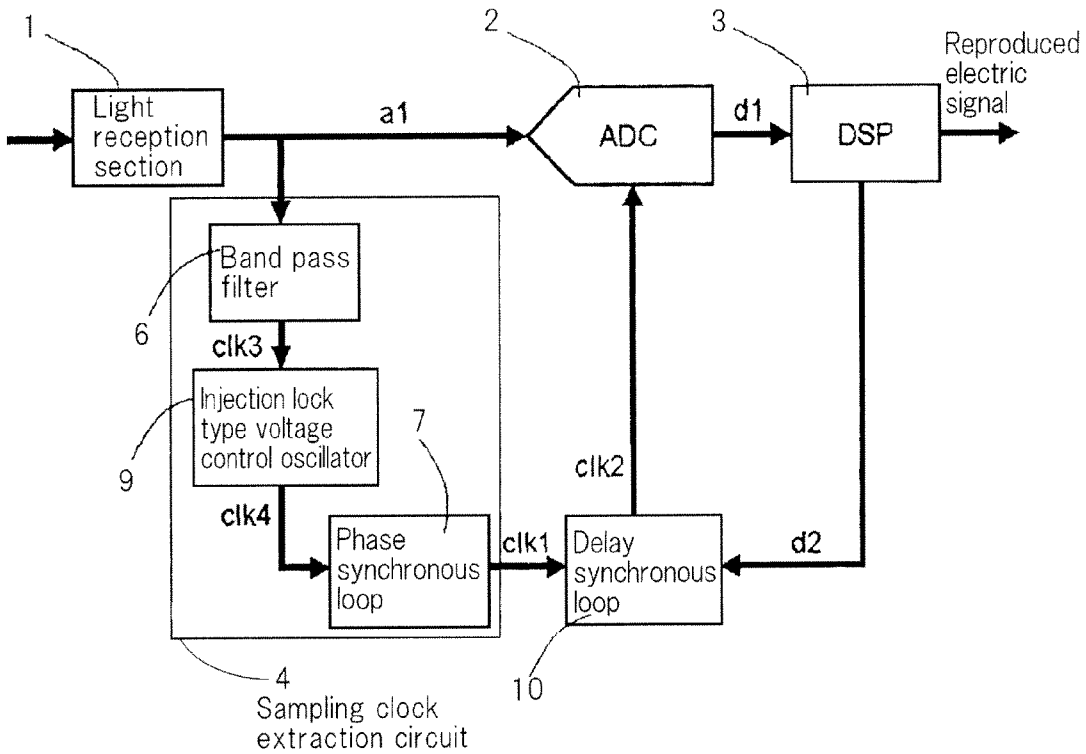 1
2
3
Light
reception
section
a1
ADC
d1
DSP
Reproduced
electric
signal
Band pass
filter
6
clk3
Injection lock
type voltage
control oscillator
9
7
clk4
Phase
synchronous
loop
clk1
clk2
Delay
synchronous
loop
d2
10
4
Sampling clock
extraction circuit